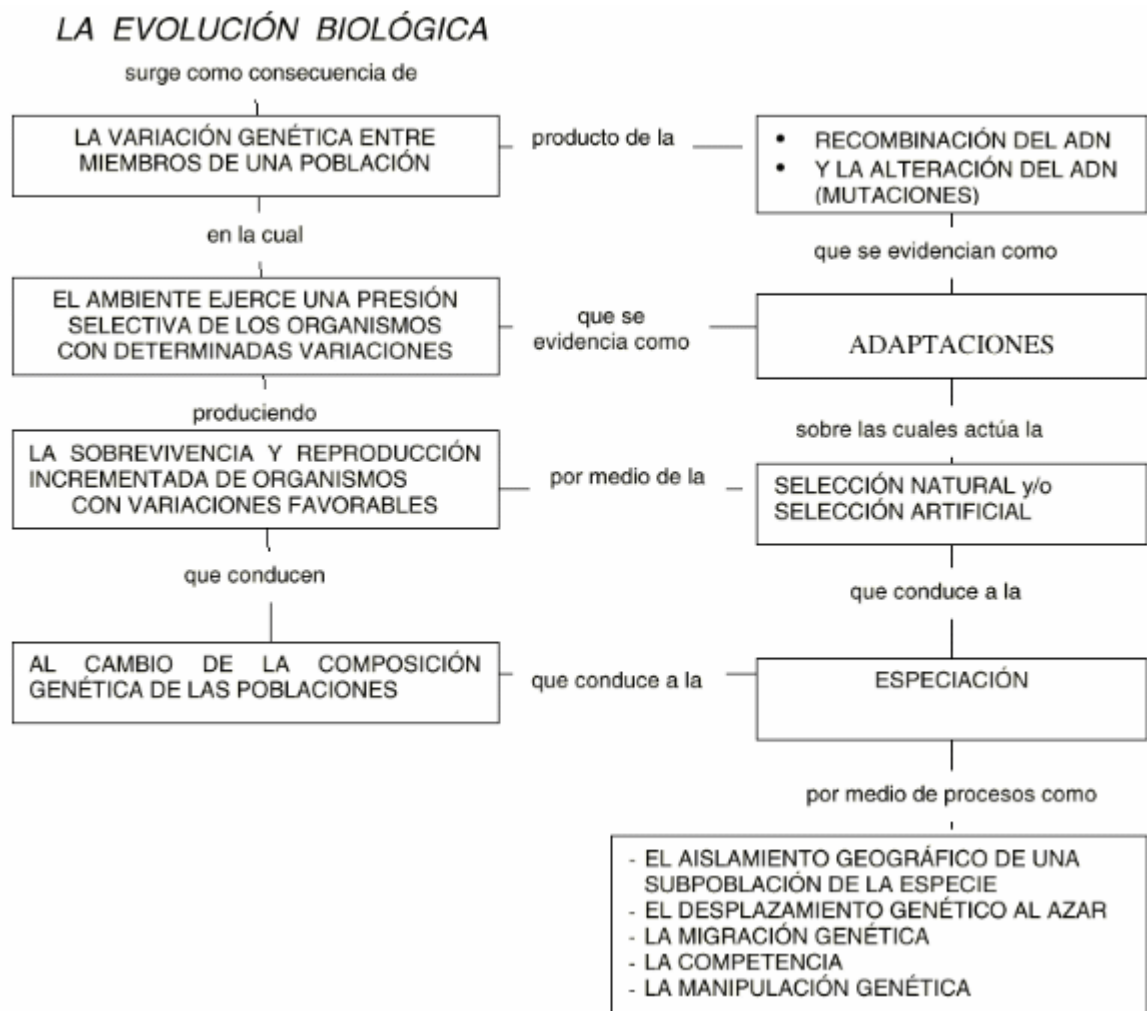 LA EVOLUCIÓN BIOLÓGICA
surge como consecuencia de
LA VARIACIÓN GENÉTICA ENTRE
MIEMBROS DE UNA POBLACIÓN
producto de la
• RECOMBINACIÓN DEL ADN
• Y LA ALTERACIÓN DEL ADN
(MUTACIONES)
en la cual
que se evidencian como
EL AMBIENTE EJERCE UNA PRESIÓN
SELECTIVA DE LOS ORGANISMOS
CON DETERMINADAS VARIACIONES
que se
evidencia como
ADAPTACIONES
produciendo
sobre las cuales actúa la
LA SOBREVIVENCIA Y REPRODUCCIÓN
INCREMENTADA DE ORGANISMOS
CON VARIACIONES FAVORABLES
por medio de la
SELECCIÓN NATURAL y/o
SELECCIÓN ARTIFICIAL
que conducen
que conduce a la
AL CAMBIO DE LA COMPOSICIÓN
GENÉTICA DE LAS POBLACIONES
que conduce a la
ESPECIACIÓN
por medio de procesos como
- EL AISLAMIENTO GEOGRÁFICO DE UNA
SUBPOBLACIÓN DE LA ESPECIE
- EL DESPLAZAMIENTO GENÉTICO AL AZAR
- LA MIGRACIÓN GENÉTICA
- LA COMPETENCIA
- LA MANIPULACIÓN GENÉTICA